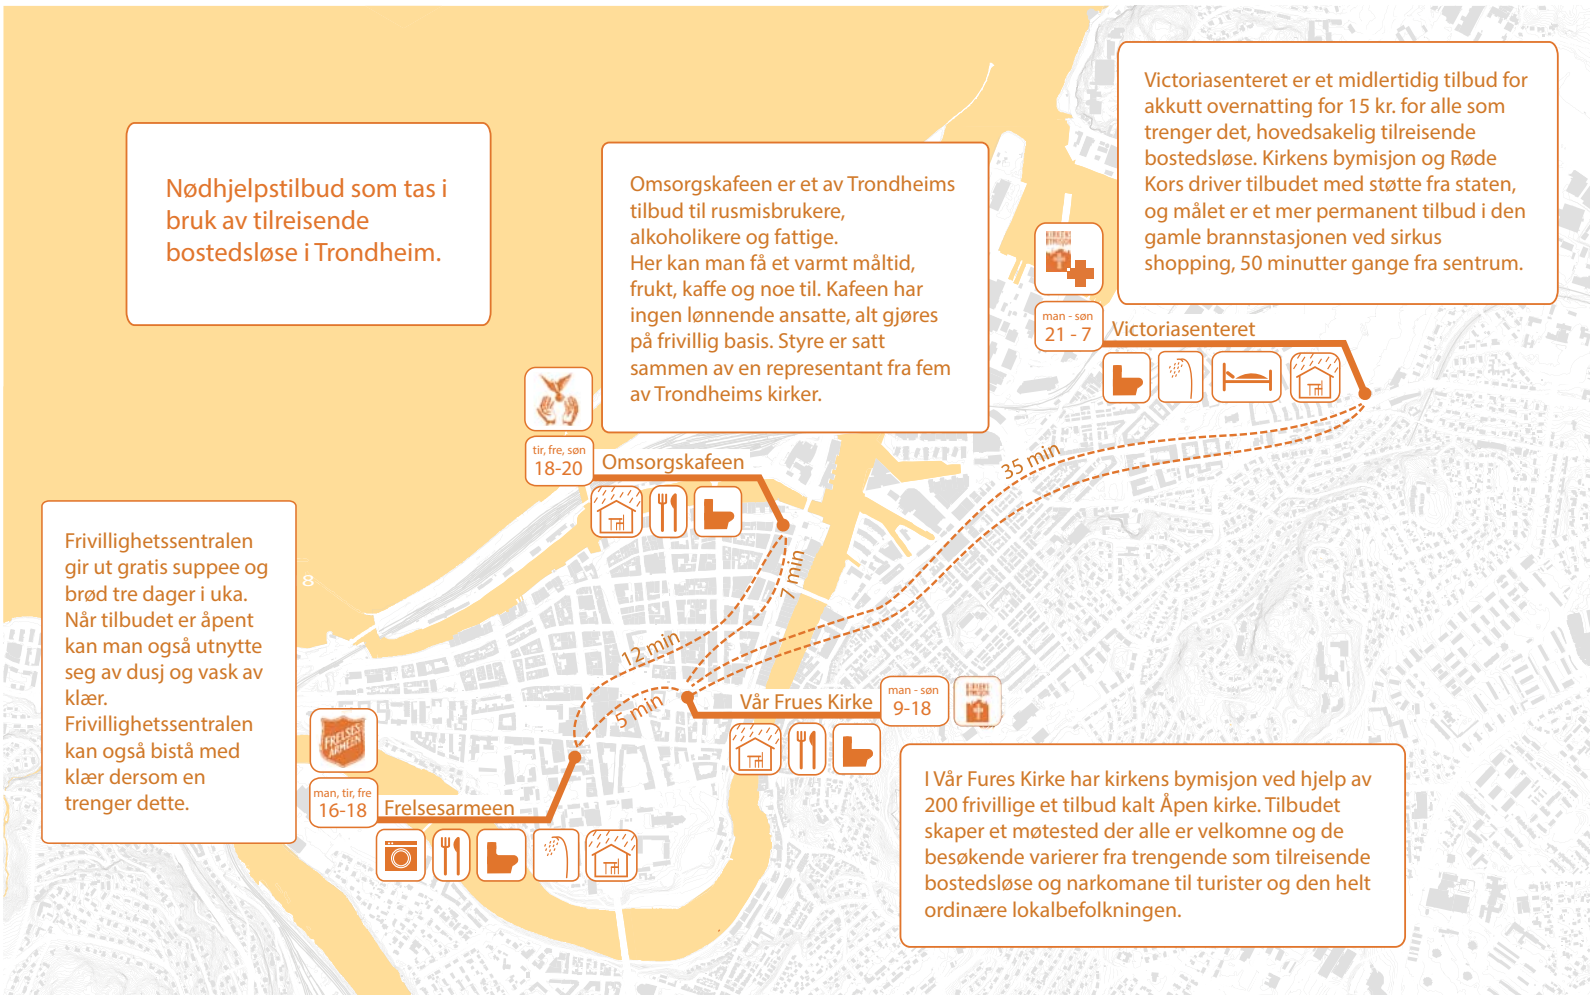 Nødhjelpstilbud som tas i
bruk av tilreisende
bostedsløse i Trondheim.
Omsorgskafeen er et av Trondheims
tilbud til rusmisbrukere,
alkoholikere og fattige.
Her kan man få et varmt måltid,
frukt, kaffe og noe til. Kafeen har
ingen lønnende ansatte, alt gjøres
på frivillig basis. Styre er satt
sammen av en representant fra fem
av Trondheims kirker.
Victoriasenteret er et midlertidig tilbud for
akkutt overnatting for 15 kr. for alle som
trenger det, hovedsakelig tilreisende
bostedsløse. Kirkens bymisjon og Røde
Kors driver tilbudet med støtte fra staten,
og målet er et mer permanent tilbud i den
gamle brannstasjonen ved sirkus
shopping, 50 minutter gange fra sentrum.
KIRKENS
BYMISJON
man - søn
21 - 7
Victoriasenteret
tir, fre, søn
18-20
Omsorgskafeen
35 min
7 min
12 min
5 min
8
Frivillighetssentralen
gir ut gratis suppee og
brød tre dager i uka.
Når tilbudet er åpent
kan man også utnytte
seg av dusj og vask av
klær.
Frivillighetssentralen
kan også bistå med
klær dersom en
trenger dette.
FRELSES
ARMEEN
man, tir, fre
16-18
Frelsesarmeen
Vår Frues Kirke
man - søn
9-18
KIRKENS
BYMISJON
I Vår Fures Kirke har kirkens bymisjon ved hjelp av
200 frivillige et tilbud kalt Åpen kirke. Tilbudet
skaper et møtested der alle er velkomne og de
besøkende varierer fra trengende som tilreisende
bostedsløse og narkomane til turister og den helt
ordinære lokalbefolkningen.